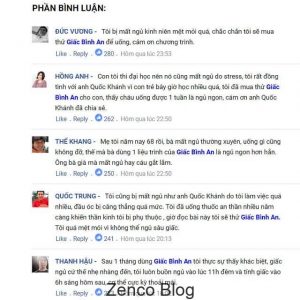 PHẦN BÌNH LUẬN:
ĐỨC VƯƠNG - Tôi bị mất ngủ kinh niên mệt mỏi quá, chắc chắn tôi sẽ mua
thử Giấc Bình An để uống, cám ơn chương trình.
Like . Reply . 280 . Hôm qua lúc 23:53
HỒNG ANH - Con tôi thi đại học nên nó cũng mất ngủ do stress, tôi rất đồng
tình với anh Quốc Khánh vì con trẻ bây giờ học nhiều quá, tôi đã mua thử Giấc
Bình An cho con, thấy cháu uống được 1 tuần là ngủ ngon, cám ơn anh Quốc
Khánh đã chia sẻ.
Like . Reply . 262 . Hôm qua lúc 22:50
THẾ KHANG - Mẹ tôi năm nay 68 rồi, bà mất ngủ thường xuyên, uống gì cũng
không đỡ, thế mà bà dùng 1 liệu trình của Giấc Bình An là ngủ ngon hơn hẳn.
Ông bà già mà mất ngủ hay cáu gắt lắm.
Like . Reply . 250 . Hôm qua lúc 22:50
QUỐC TRUNG - Tôi cũng bị mất ngủ như anh Quốc Khánh do tôi làm việc quá
nhiều, đầu óc bị căng thẳng quá mức. Tôi đã uống thuốc an thần nhiều năm
càng khiến thần kinh tôi bị phụ thuộc, giờ đọc bài này tôi sẽ thử Giấc Bình An.
Tôi quá mệt mỏi vì không thể ngủ sâu giấc.
Like . Reply . 241 . Hôm qua lúc 20:13
THANH HẬU - Sau 1 tháng dùng Giấc Bình An tôi thực sự thấy khác biệt, giấc
ngủ cứ thế nhẹ nhàng đến, tôi luôn buồn ngủ vào lúc 11h đêm và tỉnh giấc vào
6h sáng hôm sau, cơ thể cực kỳ thoải mái.
Like . Reply
Zenco Blog